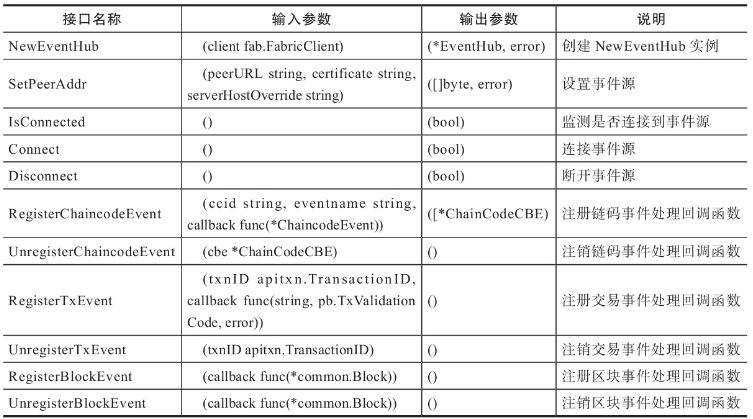 接口名称 输入参数 输出参数 说明
NewEventHub (client fab.FabricClient) (*EventHub, error) 创建 NewEventHub 实例
SetPeerAddr (peerURL string, certificate string, serverHostOverride string) ([]byte, error) 设置事件源
IsConnected () (bool) 监测是否连接到事件源
Connect () (bool) 连接事件源
Disconnect () (bool) 断开事件源
RegisterChaincodeEvent (ccid string, eventname string, callback func(*ChaincodeEvent)) ([*ChainCodeCBE) 注册链码事件处理回调函数
UnregisterChaincodeEvent (cbe *ChainCodeCBE) () 注销链码事件处理回调函数
RegisterTxEvent (txnID apitxn.TransactionID, callback func(string, pb.TxValidation Code, error)) () 注册交易事件处理回调函数
UnregisterTxEvent (txnID apitxn.TransactionID) () 注销交易事件处理回调函数
RegisterBlockEvent (callback func(*common.Block)) () 注册区块事件处理回调函数
UnregisterBlockEvent (callback func(*common.Block)) () 注销区块事件处理回调函数